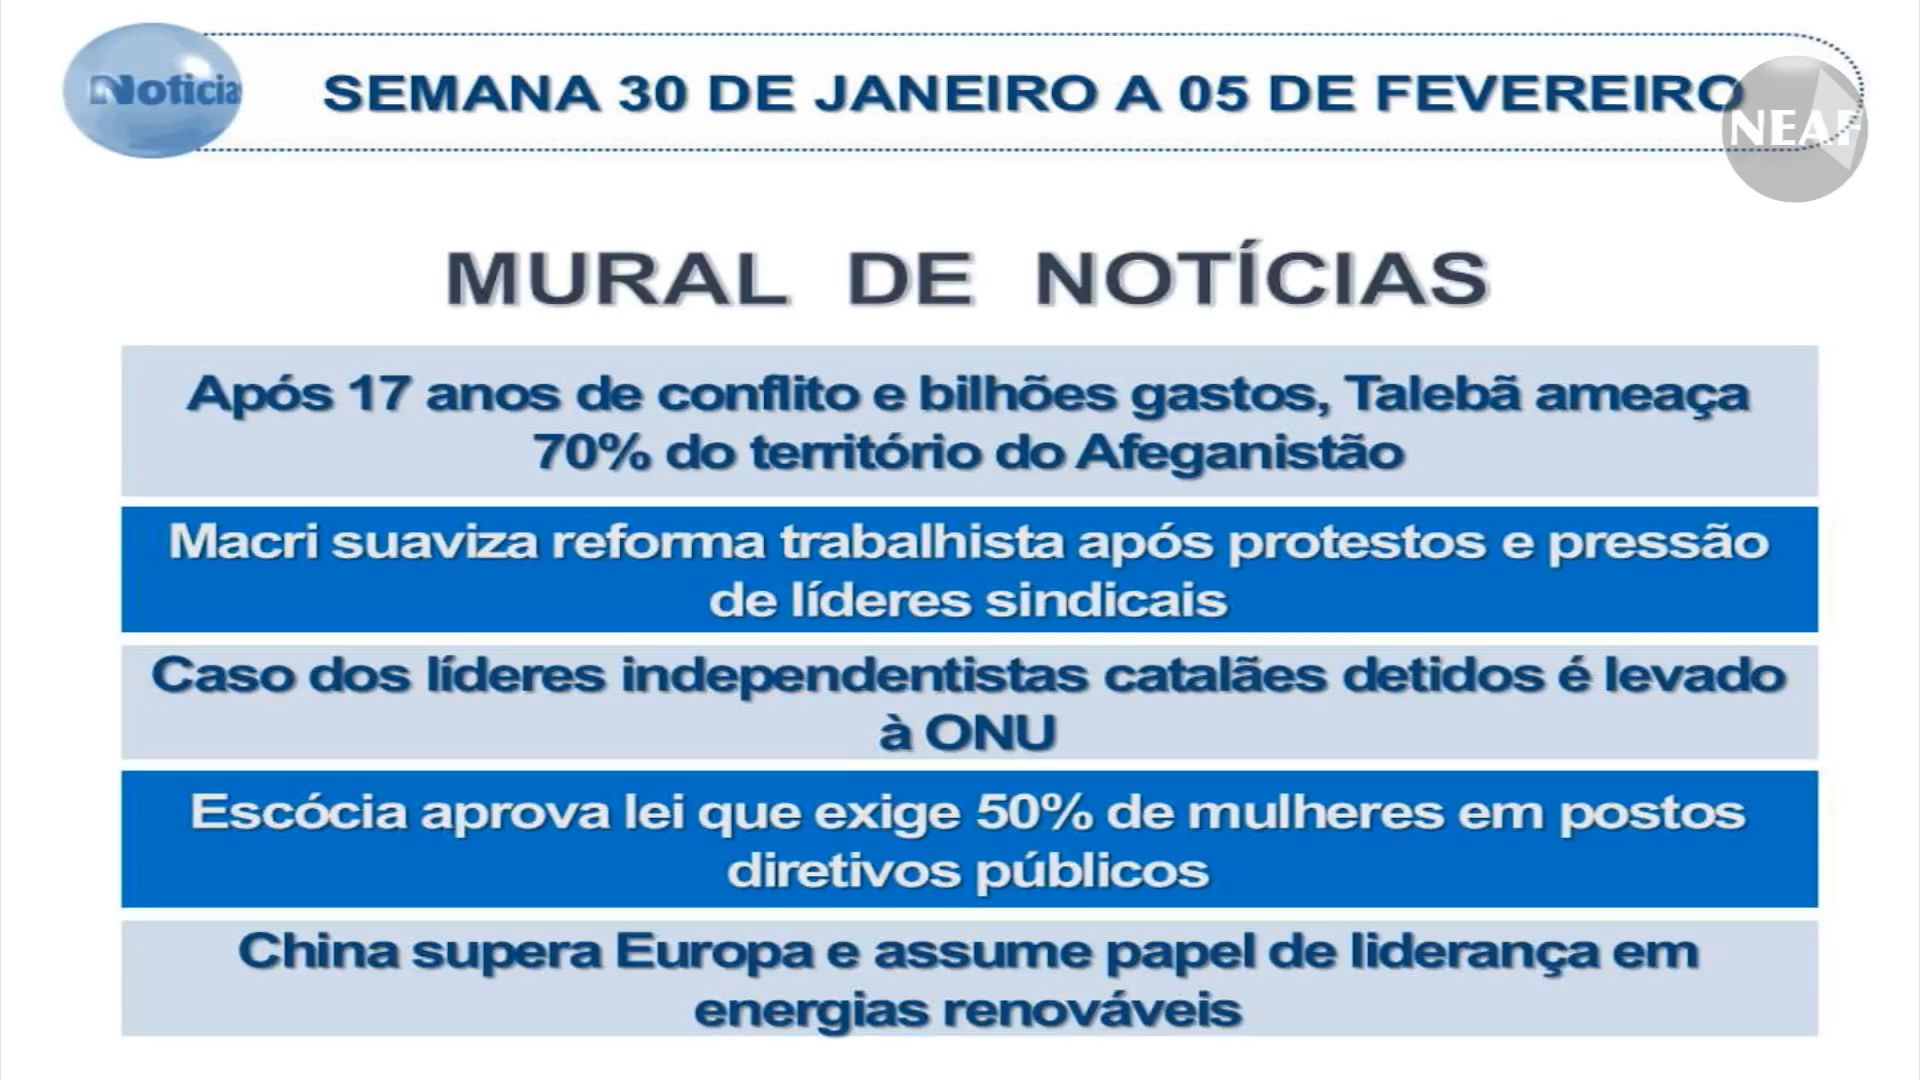 Noticia
SEMANA 30 DE JANEIRO A 05 DE FEVEREIRO
NEAF
MURAL DE NOTÍCIAS
Após 17 anos de conflito e bilhões gastos, Talebã ameaça
70% do território do Afeganistão
Macri suaviza reforma trabalhista após protestos e pressão
de líderes sindicais
Caso dos líderes independentistas catalães detidos é levado
à ONU
Escócia aprova lei que exige 50% de mulheres em postos
diretivos públicos
China supera Europa e assume papel de liderança em
energias renováveis